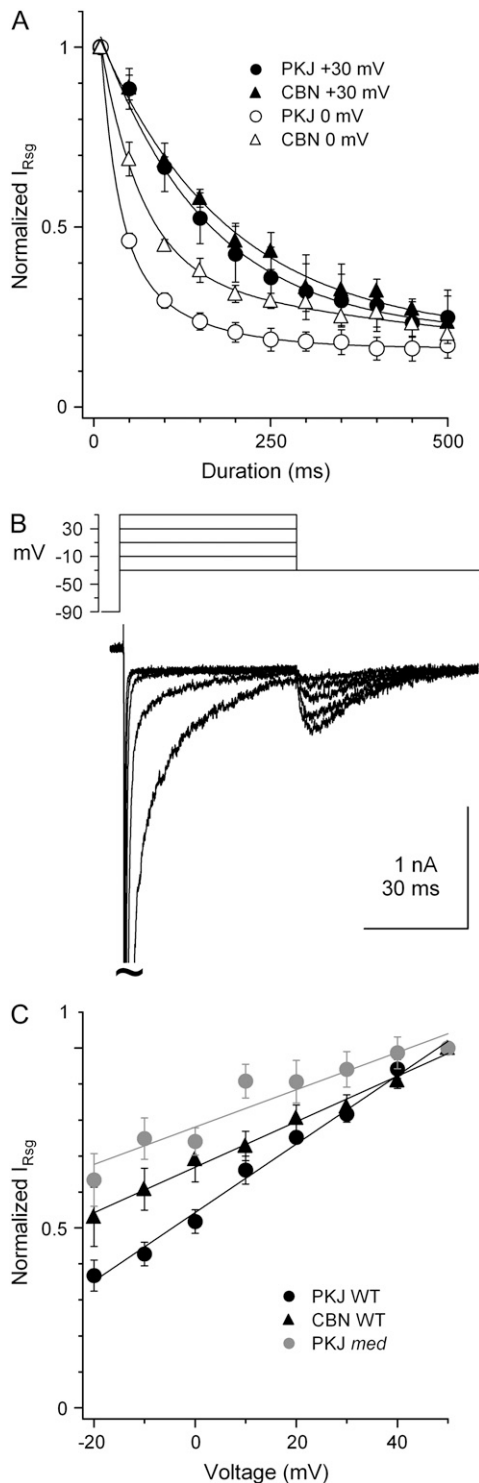 A
1
PKJ +30 mV
CBN +30 mV
PKJ 0 mV
CBN 0 mV
0.5
Normalized I_Rsg
0
0
250
500
Duration (ms)
B
30
mV
-10
-50
-90
1 nA
30 ms
~
C
1
Normalized I_Rsg
0.5
PKJ WT
CBN WT
PKJ med
0
-20
0
20
40
Voltage (mV)